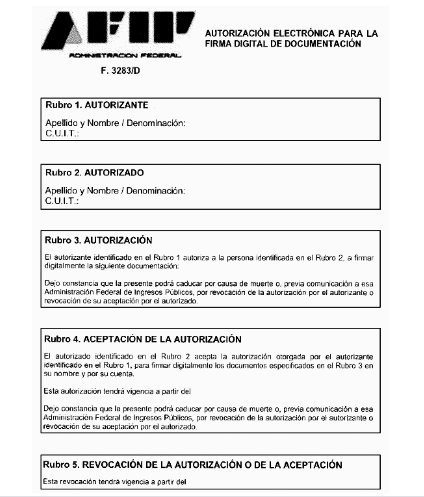 AFIP
ADMINISTRACION FEDERAL
F. 3283/D
AUTORIZACIÓN ELECTRÓNICA PARA LA
FIRMA DIGITAL DE DOCUMENTACIÓN
Rubro 1. AUTORIZANTE
Apellido y Nombre / Denominación:
C.U.I.T.:
Rubro 2. AUTORIZADO
Apellido y Nombre / Denominación:
C.U.I.T.:
Rubro 3. AUTORIZACIÓN
El autorizante identificado en el Rubro 1 autoriza a la persona identificada en el Rubro 2, a firmar
digitalmente la siguiente documentación:
Dejo constancia que la presente podrá caducar por causa de muerte o, previa comunicación a esa
Administración Federal de Ingresos Públicos, por revocación de la autorización por el autorizante o
revocación de su aceptación por el autorizado.
Rubro 4. ACEPTACIÓN DE LA AUTORIZACIÓN
El autorizado identificado en el Rubro 2 acepta la autorización otorgada por el autorizante
identificado en el Rubro 1, para firmar digitalmente los documentos especificados en el Rubro 3 en
su nombre y por su cuenta.
Esta autorización tendrá vigencia a partir del
Dejo constancia que la presente podrá caducar por causa de muerte o, previa comunicación a esa
Administración Federal de Ingresos Públicos, por revocación de la autorización por el autorizante o
revocación de su aceptación por el autorizado.
Rubro 5. REVOCACIÓN DE LA AUTORIZACIÓN O DE LA ACEPTACIÓN
Esta revocación tendrá vigencia a partir del